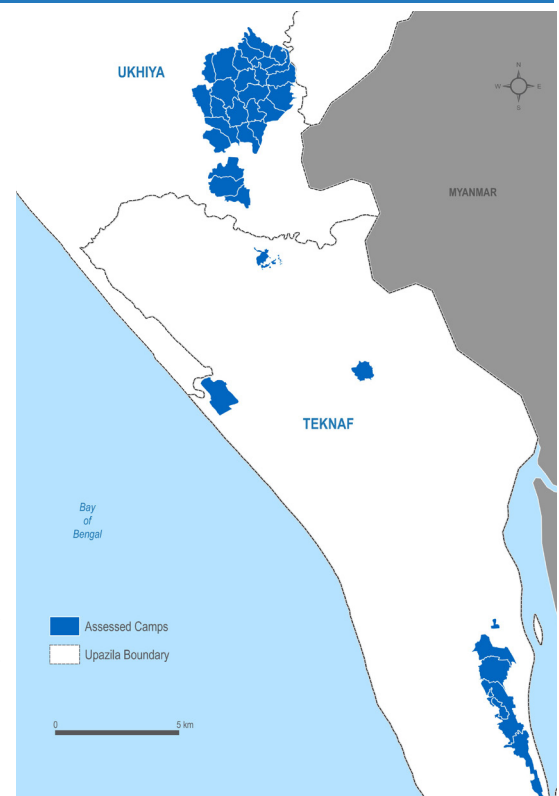 UKHIYA
N
W
E
S
MYANMAR
TEKNAF
Bay
of
Bengal
Assessed Camps
Upazila Boundary
0
5 km